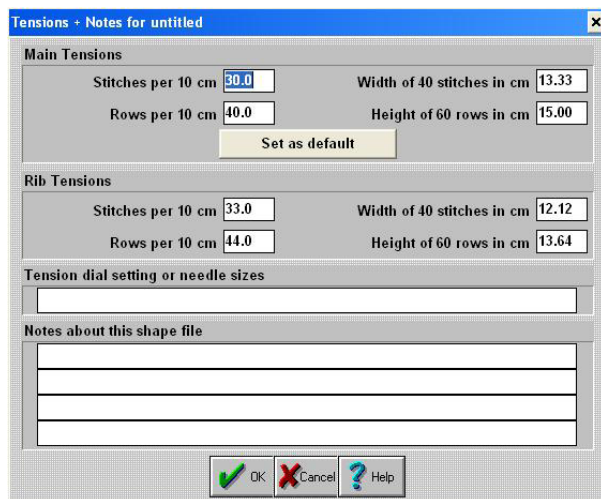 Tensions + Notes for untitled
Main Tensions
Stitches per 10 cm 30.0 Width of 40 stitches in cm 13.33
Rows per 10 cm 40.0 Height of 60 rows in cm 15.00
Set as default
Rib Tensions
Stitches per 10 cm 33.0 Width of 40 stitches in cm 12.12
Rows per 10 cm 44.0 Height of 60 rows in cm 13.64
Tension dial setting or needle sizes
Notes about this shape file
OK Cancel Help